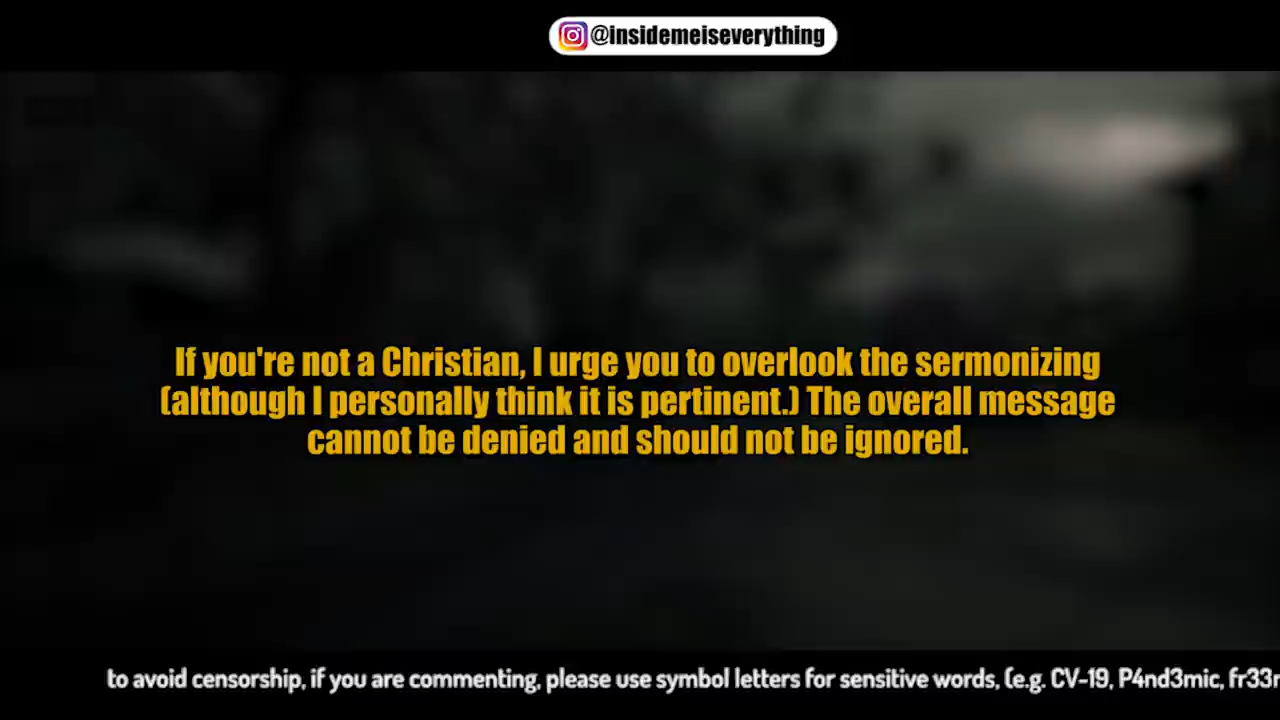 @insidemeiseverything
If you're not a Christian, I urge you to overlook the sermonizing
(although I personally think it is pertinent.) The overall message
cannot be denied and should not be ignored.
to avoid censorship, if you are commenting, please use symbol letters for sensitive words, (e.g. CV-19, P4nd3mic,